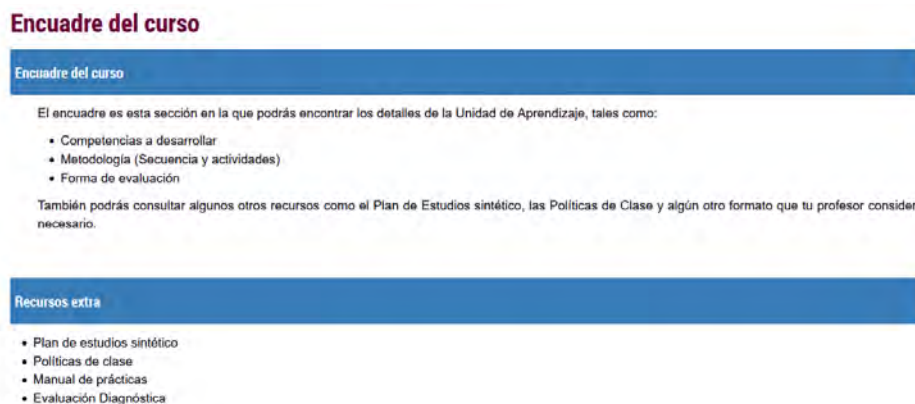 Encuadre del curso
Encuadre del curso
El encuadre es esta sección en la que podrás encontrar los detalles de la Unidad de Aprendizaje, tales como:
• Competencias a desarrollar
• Metodología (Secuencia y actividades)
• Forma de evaluación
También podrás consultar algunos otros recursos como el Plan de Estudios sintético, las Políticas de Clase y algún otro formato que tu profesor consider
necesario.
Recursos extra
• Plan de estudios sintético
• Políticas de clase
• Manual de prácticas
• Evaluación Diagnóstica